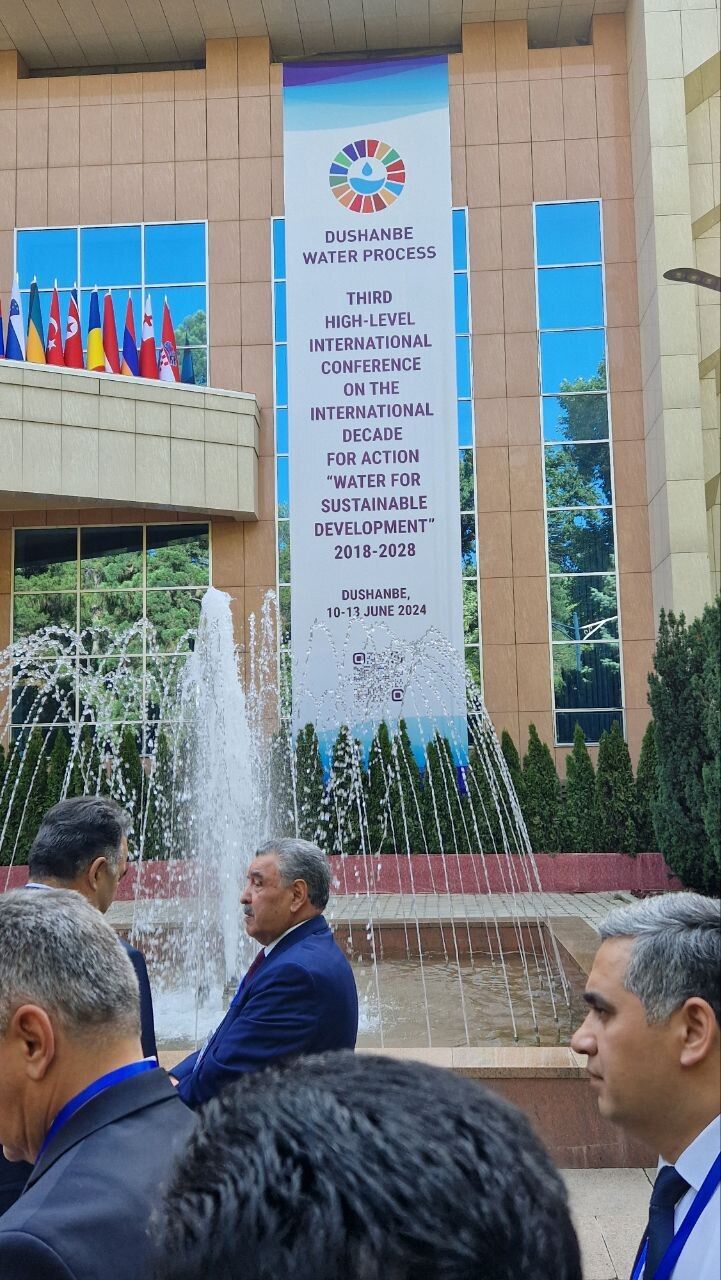 DUSHANBE
WATER PROCESS
THIRD
HIGH-LEVEL
INTERNATIONAL
CONFERENCE
ON THE
INTERNATIONAL
DECADE
FOR ACTION
“WATER FOR
SUSTAINABLE
DEVELOPMENT”
2018-2028
DUSHANBE,
10-13 JUNE 2024